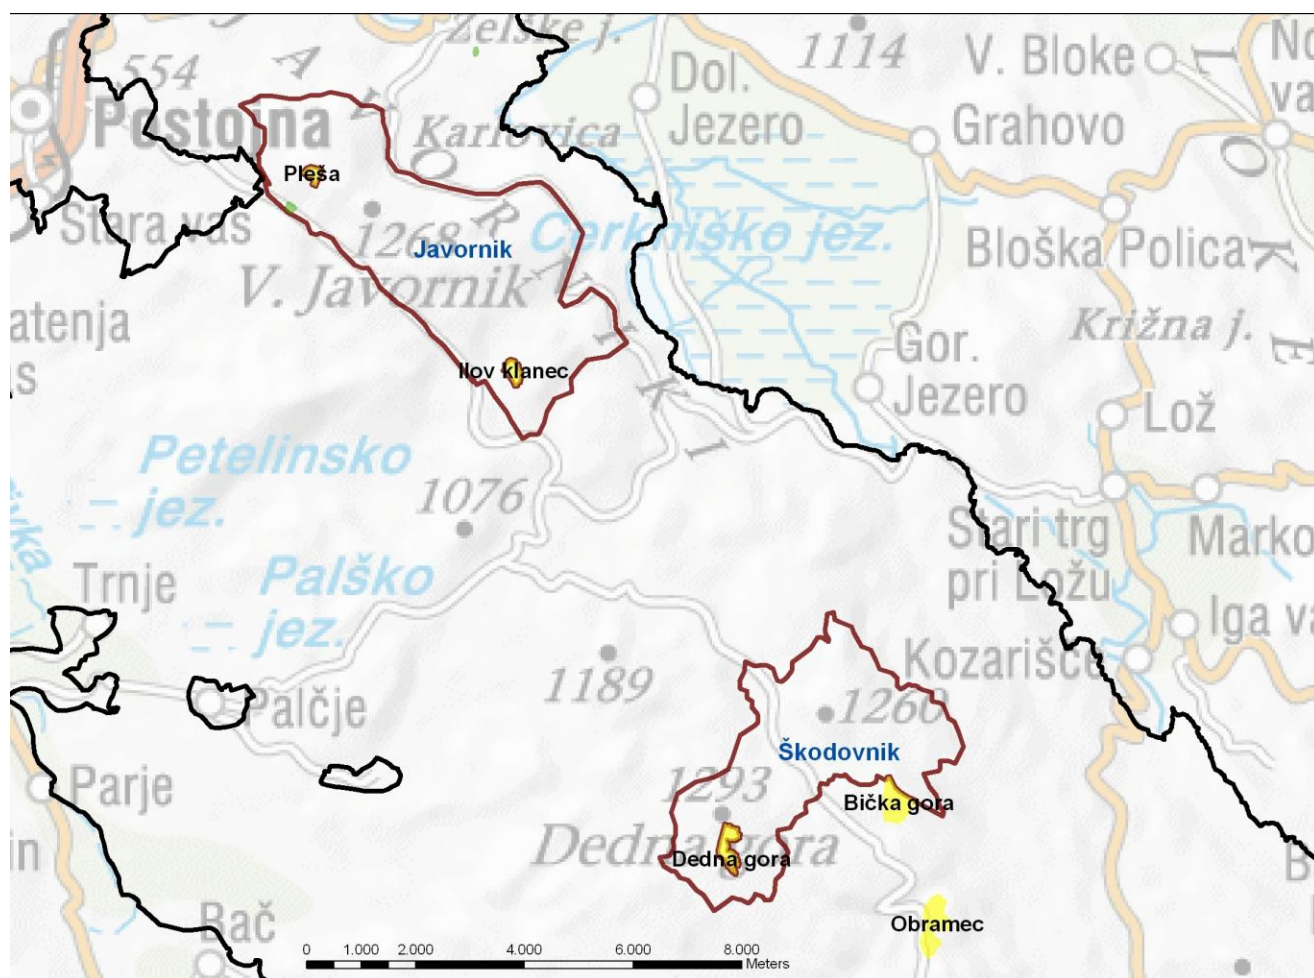 Zelške j.
1114
V. Bloke
554
Dol.
Jezero
Postojna
Karlovica
Grahovo
Pleša
Stara vas
1268
Javornik
Cerkniško jez.
Bloška Polica
V. Javornik
atenja
s
Križna j.
Gor.
Jezero
Ilov klanec
Lož
Petelinsko
jez.
1076
Stari trg
pri Ložu
Marko
Trnje
Palško
jez.
Iga va
Kozarišče
1189
Palčje
1260
Škodovnik
Parje
1293
Bička gora
in
Dedna gora
Dedna gora
B
Obramec
Bač
0 1.000 2.000 4.000 6.000 8.000
Meters